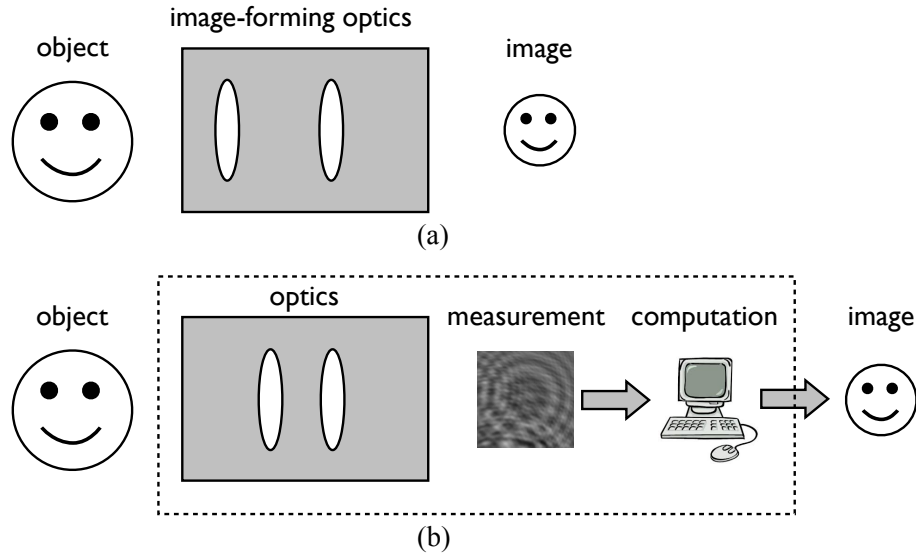 image-forming optics
object
image
(a)
optics
object
measurement
computation
image
(b)